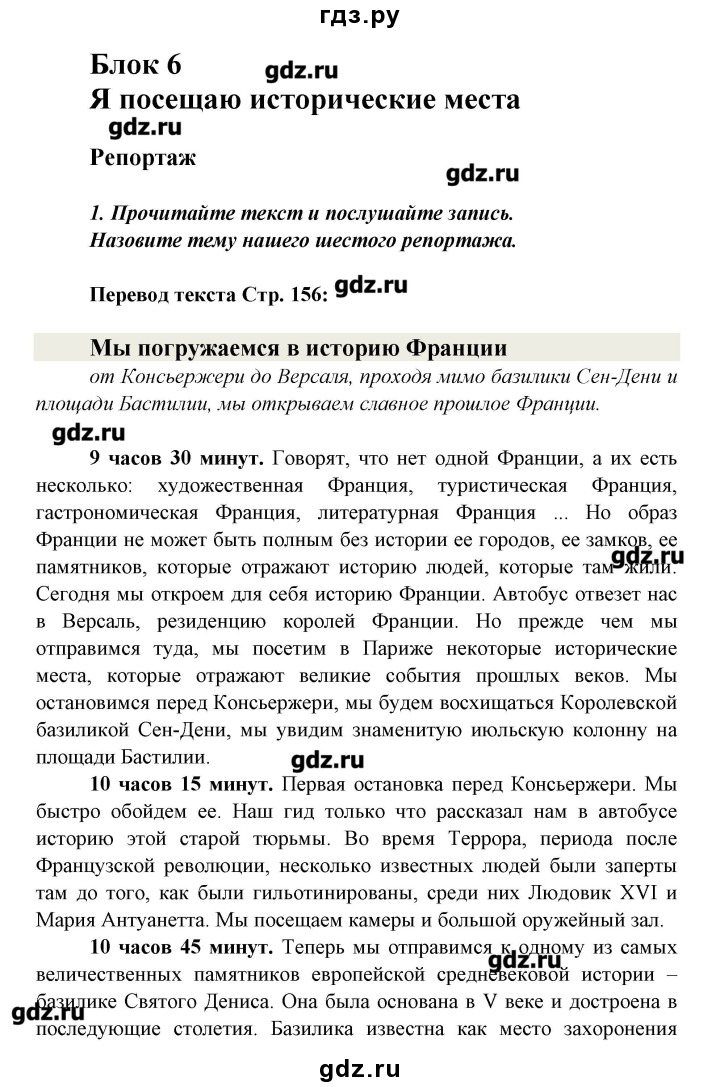 гдз.ру
Блок 6
gdz.ru
Я посещаю исторические места
gdz.ru
Репортаж
gdz.ru
1. Прочитайте текст и послушайте запись.
Назовите тему нашего шестого репортажа.
Перевод текста Стр. 156:
gdz.ru
Мы погружаемся в историю Франции
от Консьержери до Версаля, проходя мимо базилики Сен-Дени и
площади Бастилии, мы открываем славное прошлое Франции.
gdz.ru
9 часов 30 минут. Говорят, что нет одной Франции, а их есть
несколько: художественная Франция, туристическая Франция,
гастрономическая Франция, литературная Франция ... Но образ
Франции не может быть полным без истории ее городов, ее замков, ее
gdz.ru
памятников, которые отражают историю людей, которые там жили.
Сегодня мы откроем для себя историю Франции. Автобус отвезет нас
в Версаль, резиденцию королей Франции. Но прежде чем мы
отправимся туда, мы посетим в Париже некоторые исторические
места, которые отражают великие события прошлых веков. Мы
остановимся перед Консьержери, мы будем восхищаться Королевской
базиликой Сен-Дени, мы увидим знаменитую июльскую колонну на
площади Бастилии.
gdz.ru
10 часов 15 минут. Первая остановка перед Консьержери. Мы
быстро обойдем ее. Наш гид только что рассказал нам в автобусе
историю этой старой тюрьмы. Во время Террора, периода после
Французской революции, несколько известных людей были заперты
там до того, как были гильотинированы, среди них Людовик XVI и
Мария Антуанетта. Мы посещаем камеры и большой оружейный зал.
10 часов 45 минут. Теперь мы отправимся к одному из самых
gdz.ru
величественных памятников европейской средневековой истории –
базилике Святого Дениса. Она была основана в V веке и достроена в
gdz.ru
последующие столетия. Базилика известна как место захоронения
gdz.ru